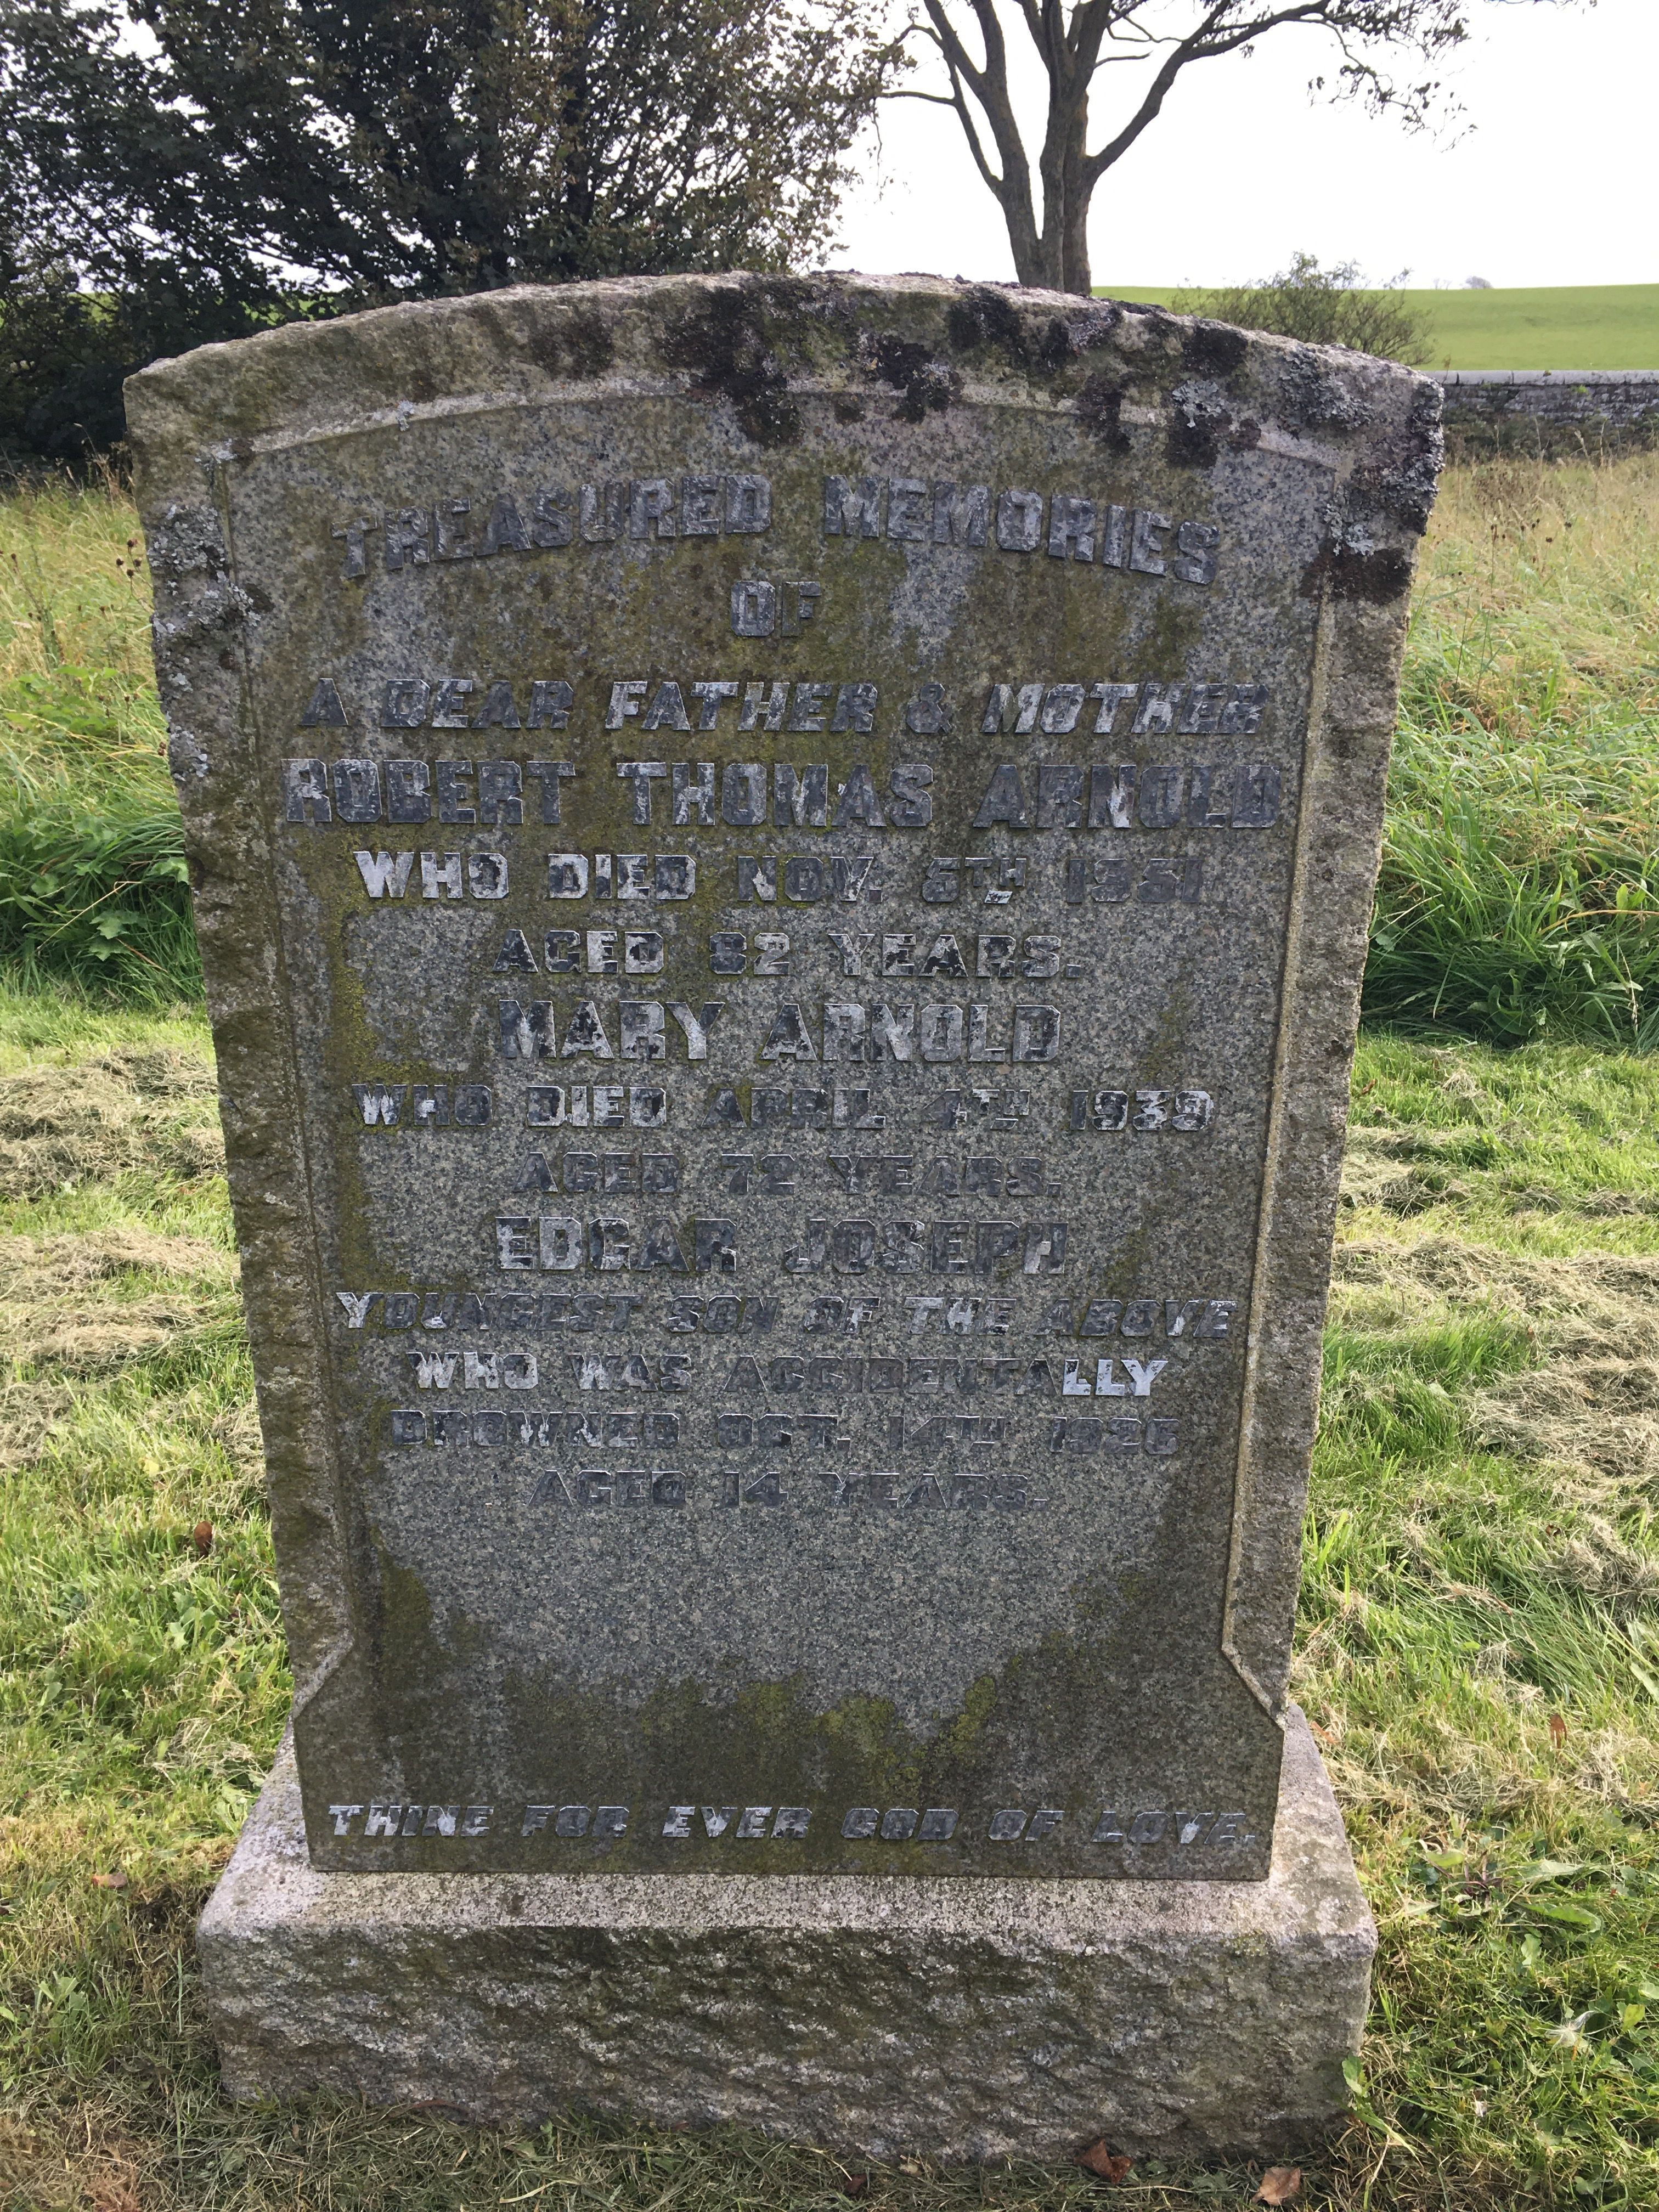 TREASURED MEMORIES
OF
A DEAR FATHER & MOTHER
ROBERT THOMAS ARNOLD
WHO DIED NOV. 5TH 1951
AGED 82 YEARS.
MARY ARNOLD
WHO DIED APRIL 4TH 1939
AGED 72 YEARS.
EDGAR JOSEPH
YOUNGEST SON OF THE ABOVE
WHO WAS ACCIDENTALLY
DROWNED OCT. 14TH
AGED 14 YEARS.
THINE FOR EVER GOD OF LOVE.